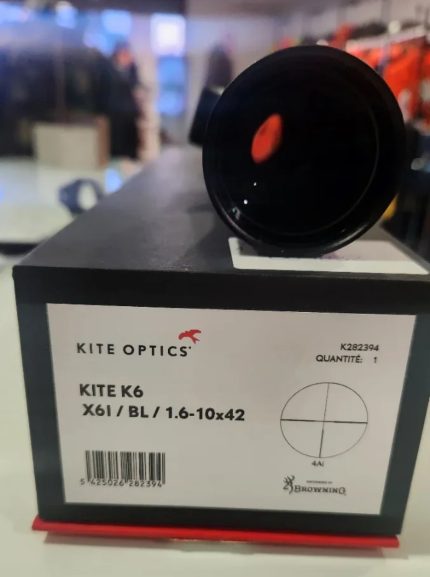 KITE OPTICS
K282394
QUANTITÉ: 1
KITE K6
X6I / BL / 1.6-10x42
4Ai
5 425026 282394
BROWNING